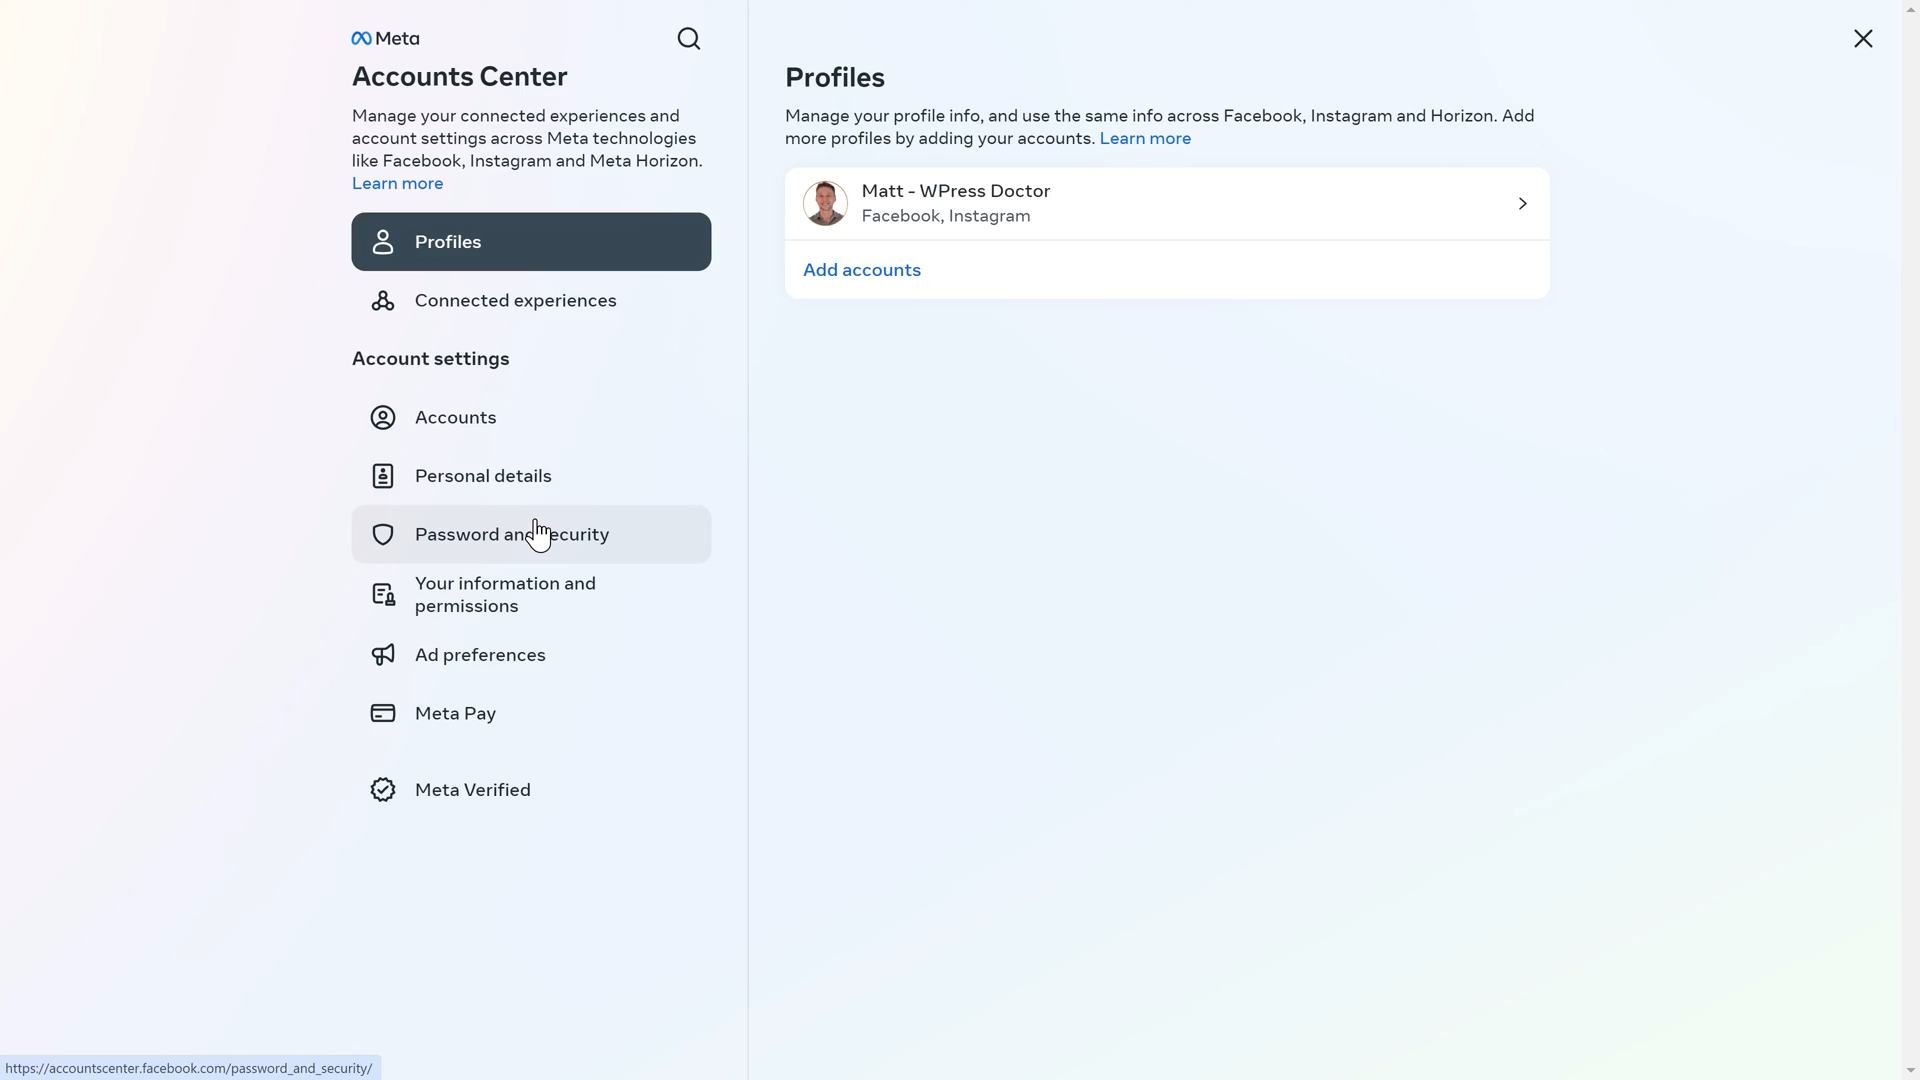 Meta
Accounts Center
Manage your connected experiences and
account settings across Meta technologies
like Facebook, Instagram and Meta Horizon.
Learn more
Profiles
Connected experiences
Account settings
Accounts
Personal details
Password and security
Your information and
permissions
Ad preferences
Meta Pay
Meta Verified
Profiles
Manage your profile info, and use the same info across Facebook, Instagram and Horizon. Add
more profiles by adding your accounts. Learn more
Matt - WPress Doctor
Facebook, Instagram
Add accounts
https://accountscenter.facebook.com/password_and_security/